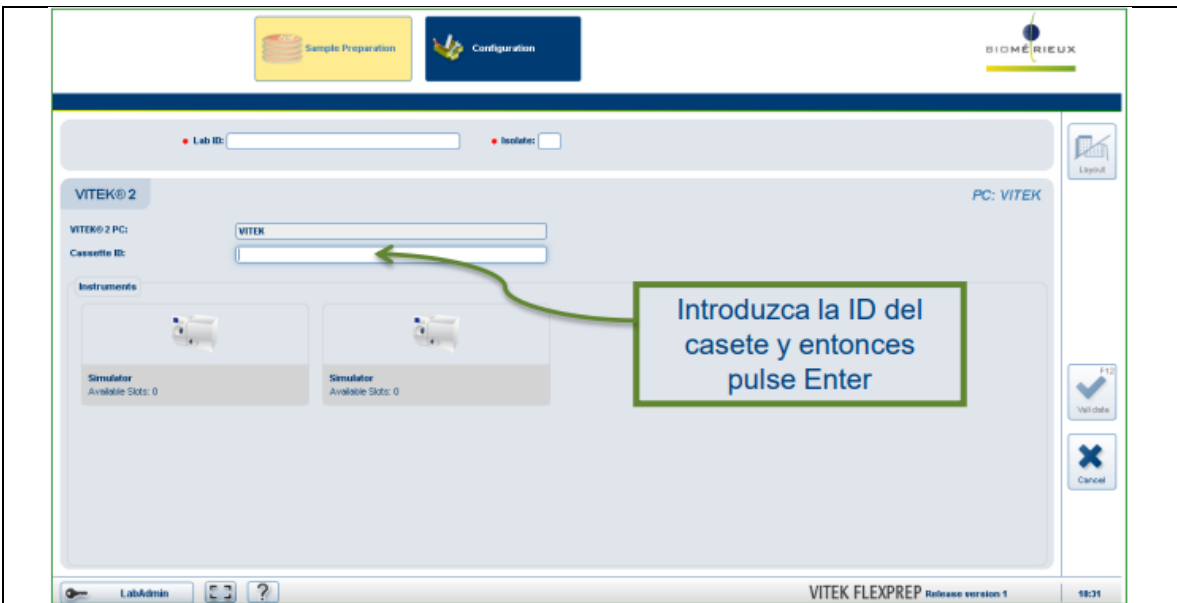 Sample Preparation
Configuration
BIOMÉRIEUX
• Lab ID:
• Isolate:
Layout
VITEK® 2
PC: VITEK
VITEK® 2 PC:
VITEK
Cassette ID:
Instruments
Introduzca la ID del
casete y entonces
pulse Enter
Simulator
Available Slots: 0
Simulator
Available Slots: 0
F12
Validate
Cancel
LabAdmin
?
VITEK FLEXPREP Release version 1
18:31